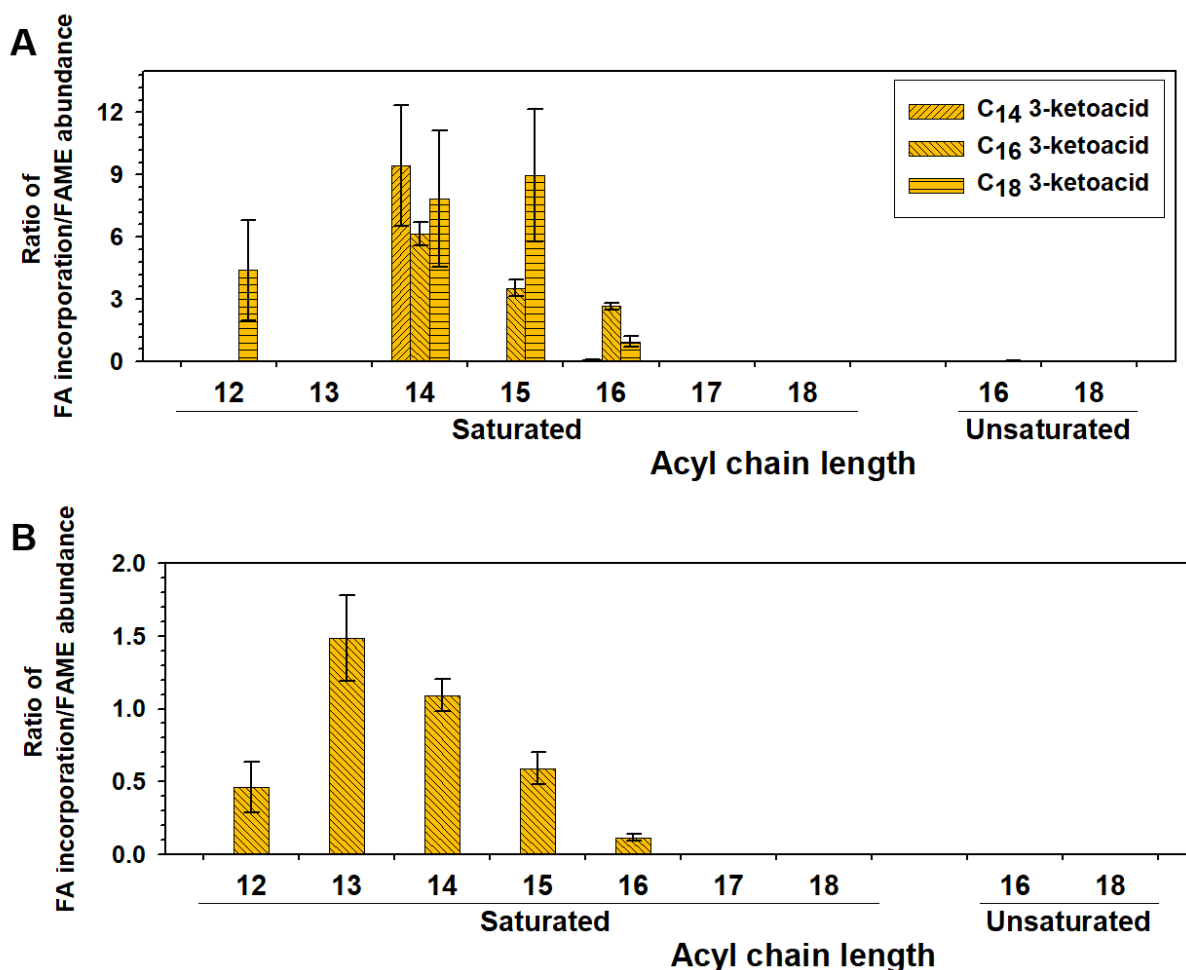 A
Ratio of
FA incorporation/FAME abundance
12
9
6
3
0
C14 3-ketoacid
C16 3-ketoacid
C18 3-ketoacid
12 13 14 15 16 17 18 16 18
Saturated Unsaturated
Acyl chain length
B
Ratio of
FA incorporation/FAME abundance
2.0
1.5
1.0
0.5
0.0
12 13 14 15 16 17 18 16 18
Saturated Unsaturated
Acyl chain length